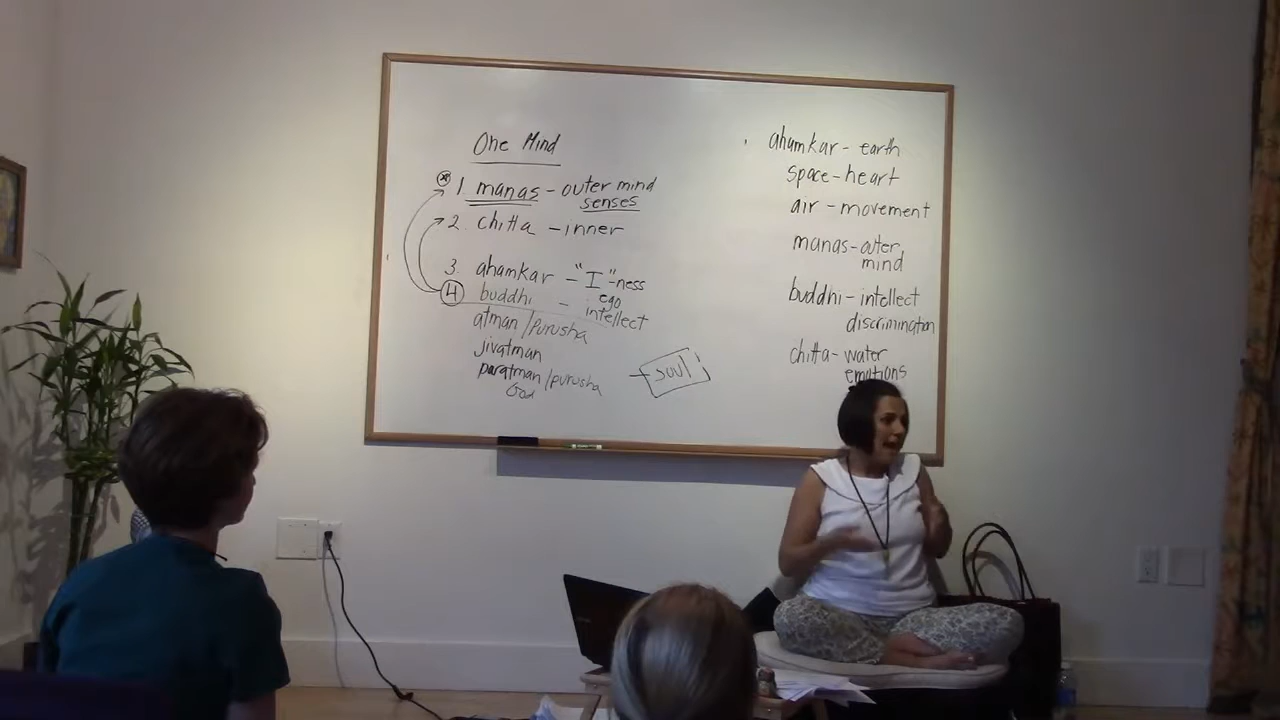 One Mind
1. manas - outer mind
senses
2. chitta - inner
3. ahamkar - "I"-ness
ego
4 buddhi - intellect
atman/purusha
jivatman
paratman/purusha
God
soul
ahamkar - earth
space - heart
air - movement
manas - outer
mind
buddhi - intellect
discrimination
chitta - water
emotions